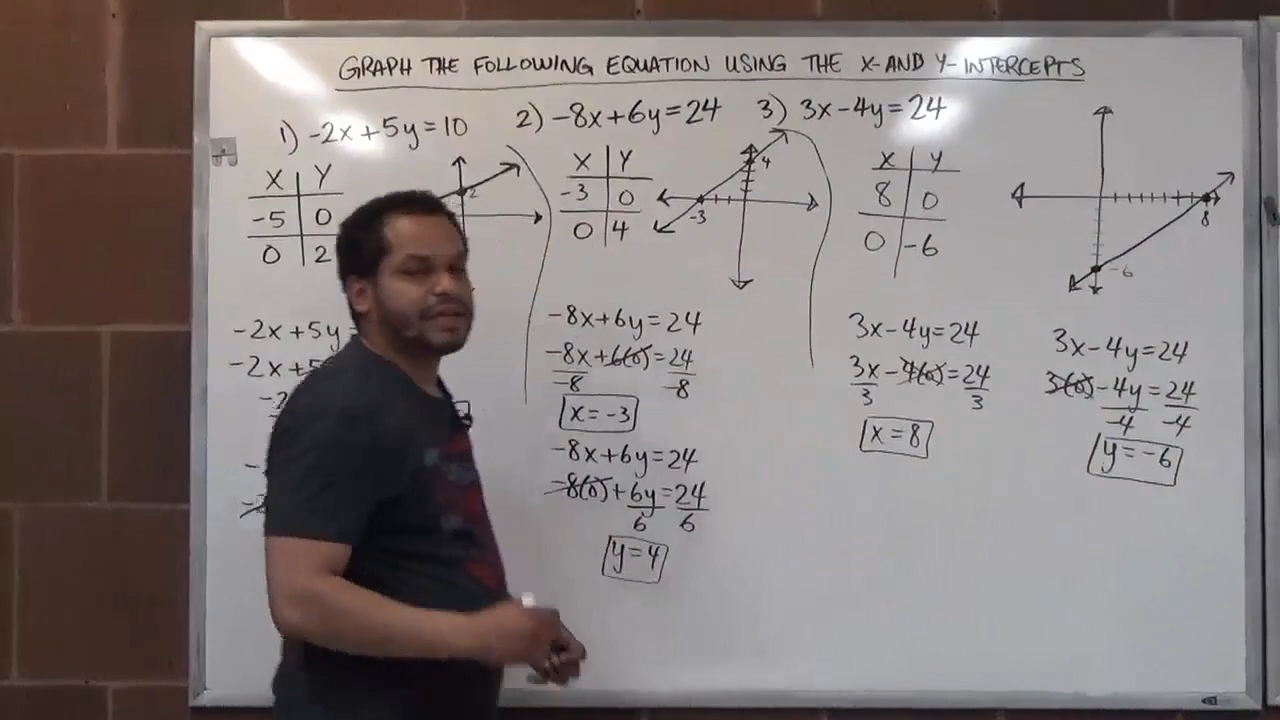 GRAPH THE FOLLOWING EQUATION USING THE X- AND Y-INTERCEPTS
1) -2x+5y=10
X | Y
-5 | 0
0 | 2
2
-2x+5y=
-2x+5
-2
2) -8x+6y=24
X | Y
-3 | 0
0 | 4
4
-3
-8x+6y=24
-8x+6(0)=24
-8 -8
x=-3
-8x+6y=24
-8(0)+6y=24
6 6
y=4
3) 3x-4y=24
X | Y
8 | 0
0 | -6
8
-6
3x-4y=24
3x-4(0)=24
3 3
x=8
3x-4y=24
3(0)-4y=24
-4 -4
y=-6